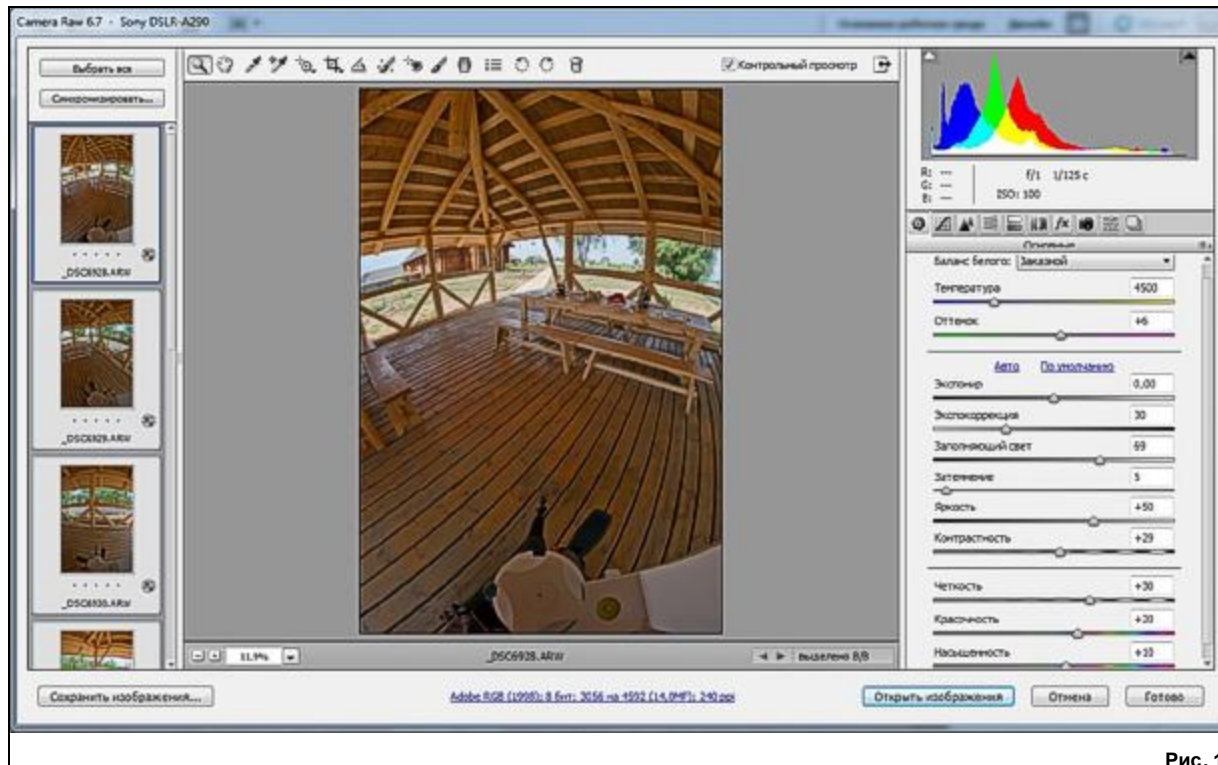 Camera Raw 6.7 - Sony DSLR-A290
Выбрать все
Синхронизировать...
Контрольный просмотр
_DSC6928.ARW
_DSC6929.ARW
_DSC6930.ARW
R: ---
G: ---
B: ---
f/1 1/125 с
ISO: 100
Основные
Баланс белого: Заказной
Температура 4500
Оттенок +6
Авто По умолчанию
Экспонир 0,00
Экспокоррекция 30
Заполняющий свет 69
Затемнение 5
Яркость +50
Контрастность +29
Четкость +30
Красочность +20
Насыщенность +10
11,9%
_DSC6928.ARW
выделено 8/8
Сохранить изображения...
Adobe RGB (1998); 8 бит; 3056 на 4592 (14,0МР); 240 ppi
Открыть изображения
Отмена
Готово
Рис. 1